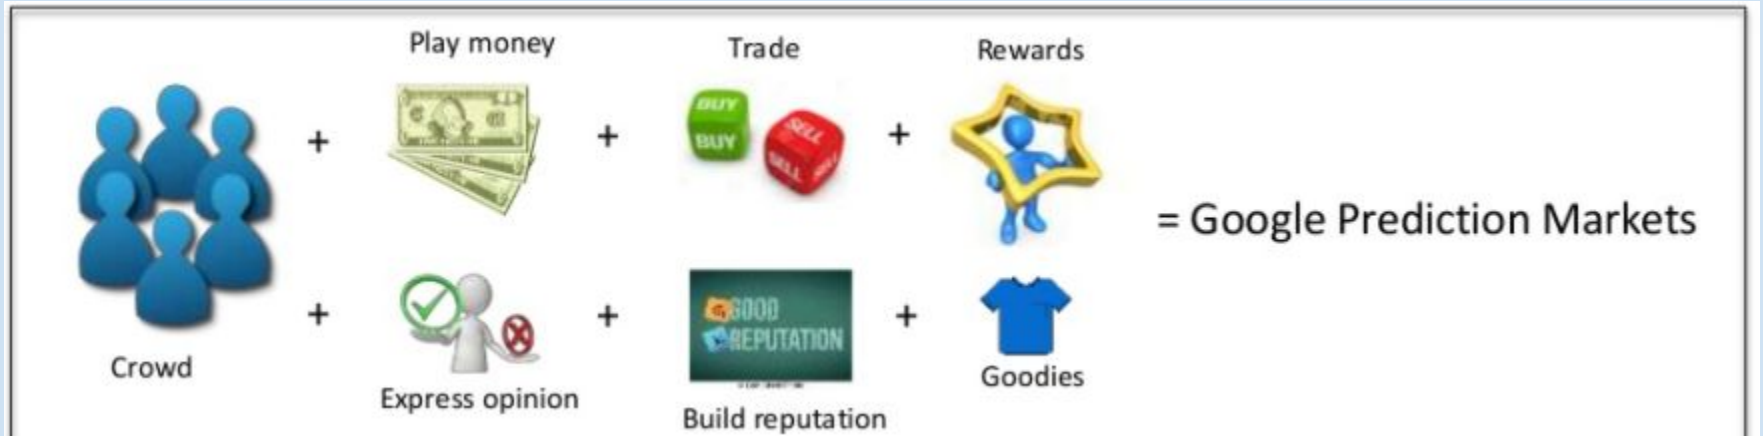 Play money
Trade
Rewards
+
+
BUY
BUY
SELL
SELL
SELL
+
= Google Prediction Markets
+
+
GOOD
REPUTATION
+
Crowd
Express opinion
Build reputation
Goodies